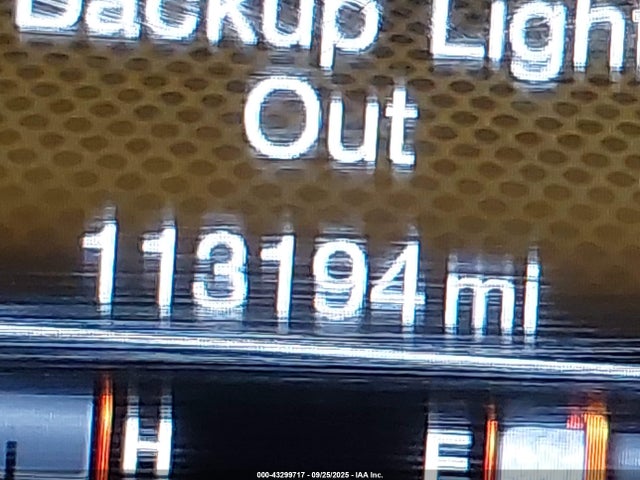 Backup Light
Out
113194 mi
H E
000-43299717 - 09/25/2025 - IAA Inc.